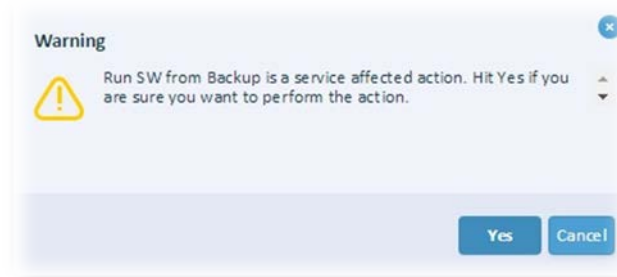 Warning
Run SW from Backup is a service affected action. Hit Yes if you
are sure you want to perform the action.
Yes
Cancel